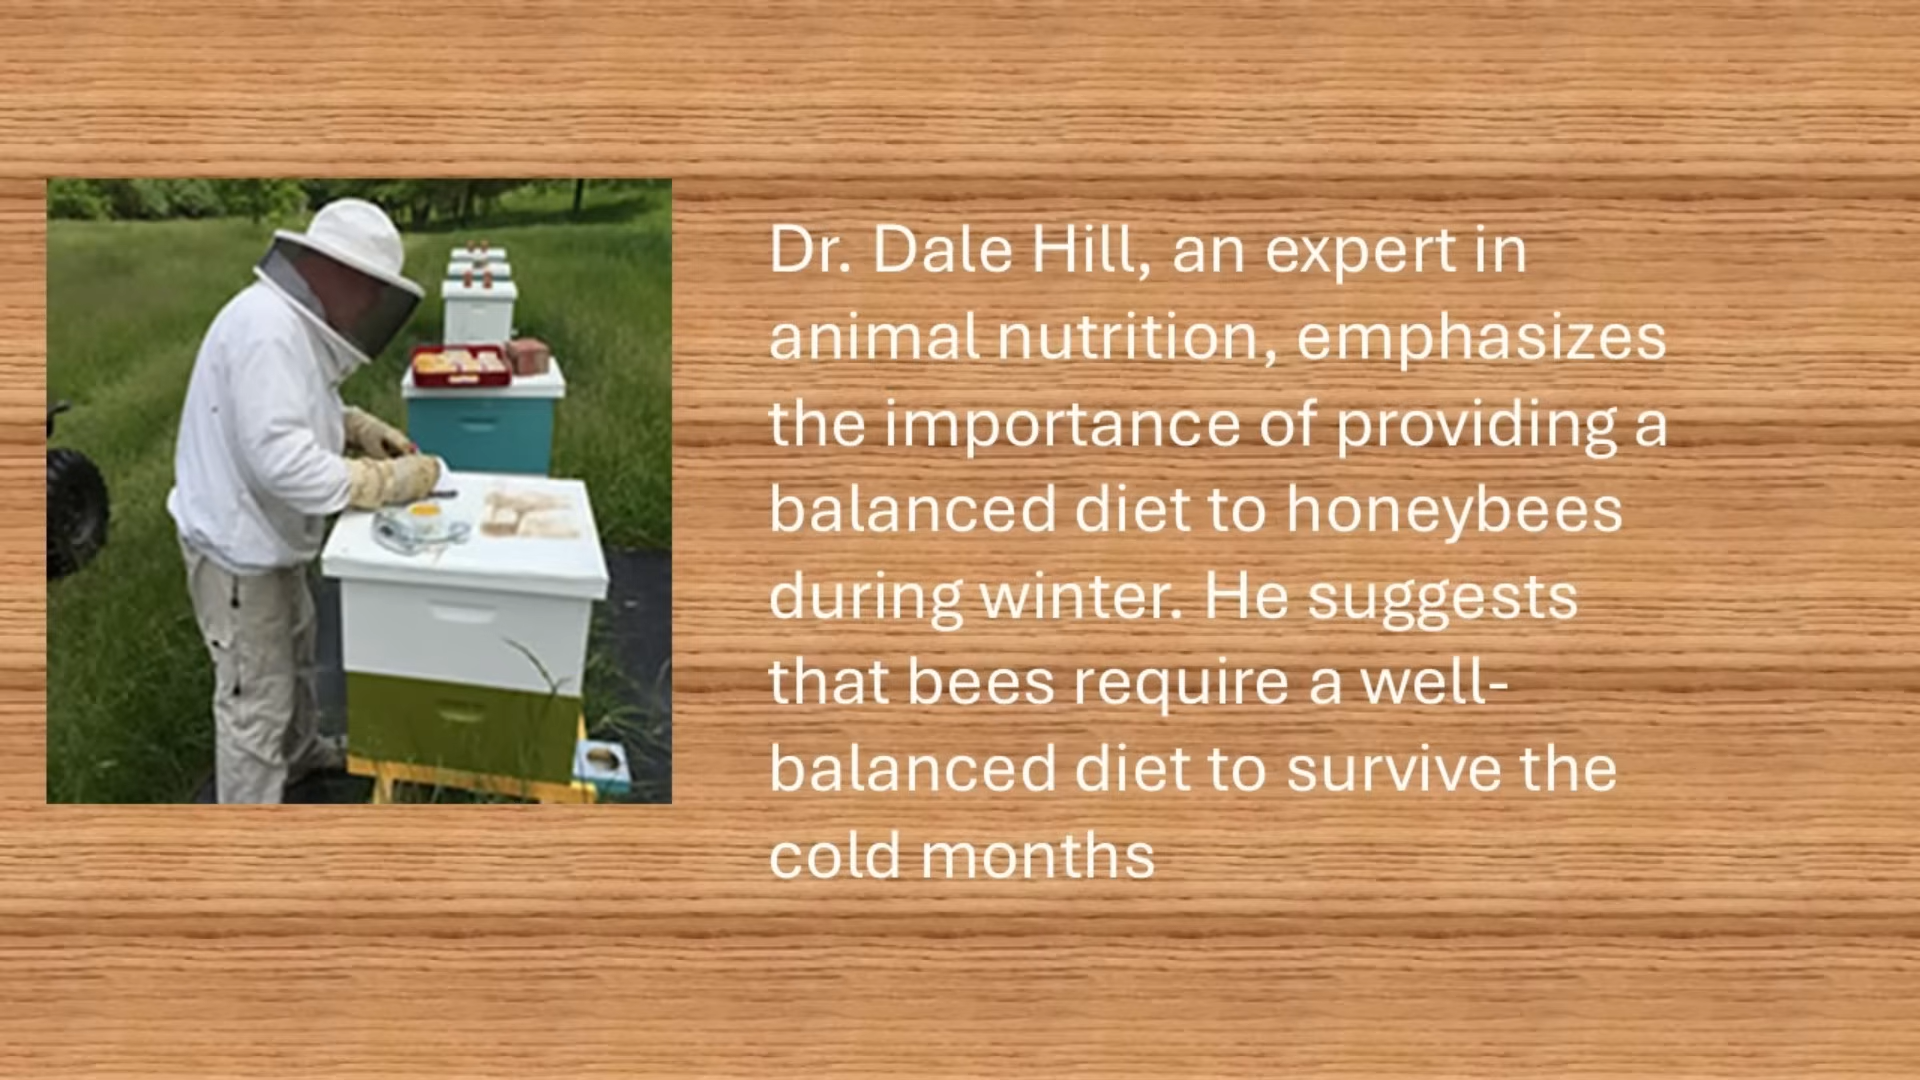 Dr. Dale Hill, an expert in
animal nutrition, emphasizes
the importance of providing a
balanced diet to honeybees
during winter. He suggests
that bees require a well-
balanced diet to survive the
cold months